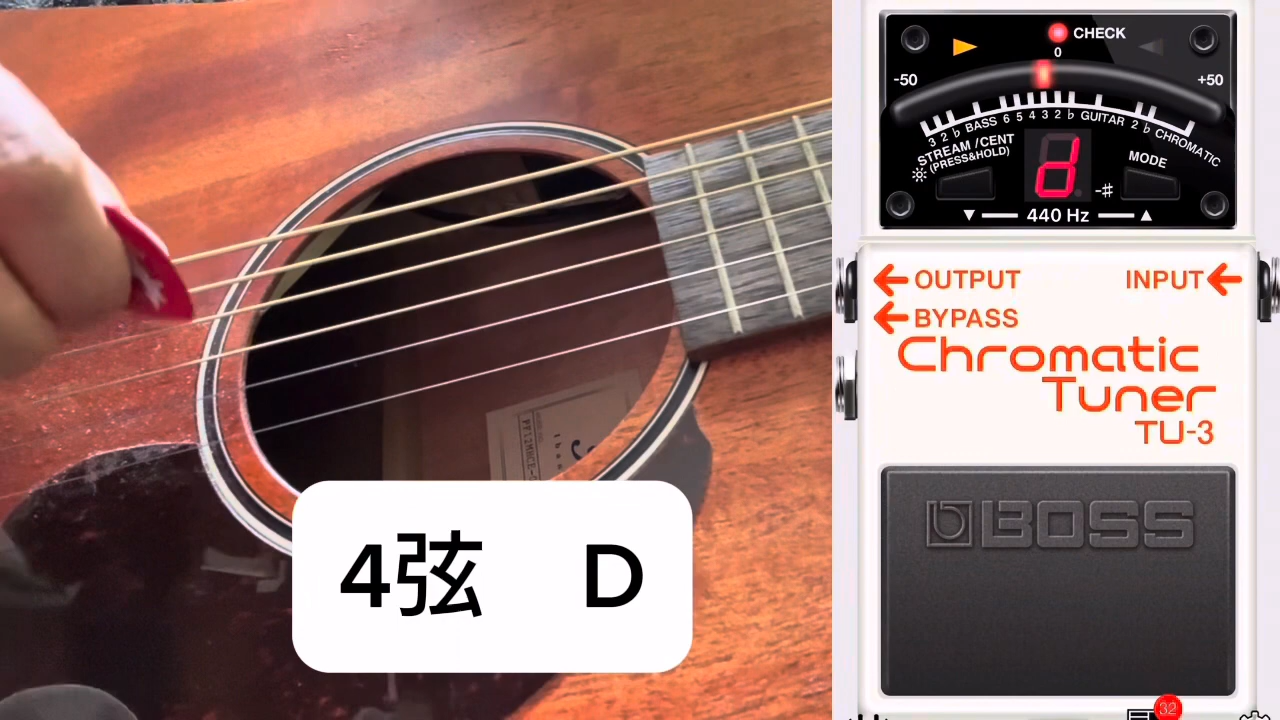 4弦 D
CHECK
0
-50
+50
3 2 ♭ BASS 6 5 4 3 2 ♭ GUITAR 2 ♭ CHROMATIC
STREAM /CENT
(PRESS&HOLD)
MODE
d
-♯
▼ 440 Hz ▲
OUTPUT
INPUT
BYPASS
Chromatic
Tuner
TU-3
BOSS
32